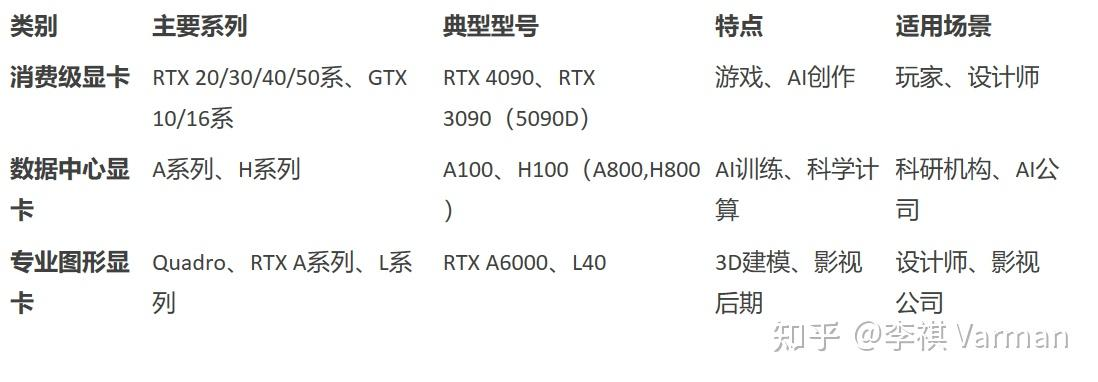 类别 主要系列 典型型号 特点 适用场景
消费级显卡 RTX 20/30/40/50系、GTX RTX 4090、RTX 游戏、AI创作 玩家、设计师
10/16系 3090（5090D）
数据中心显 A系列、H系列 A100、H100（A800,H800 AI训练、科学计 科研机构、AI公
卡 ） 算 司
专业图形显 Quadro、RTX A系列、L系 RTX A6000、L40 3D建模、影视 设计师、影视
卡 列 后期 公司
知乎 @李祺 Varman